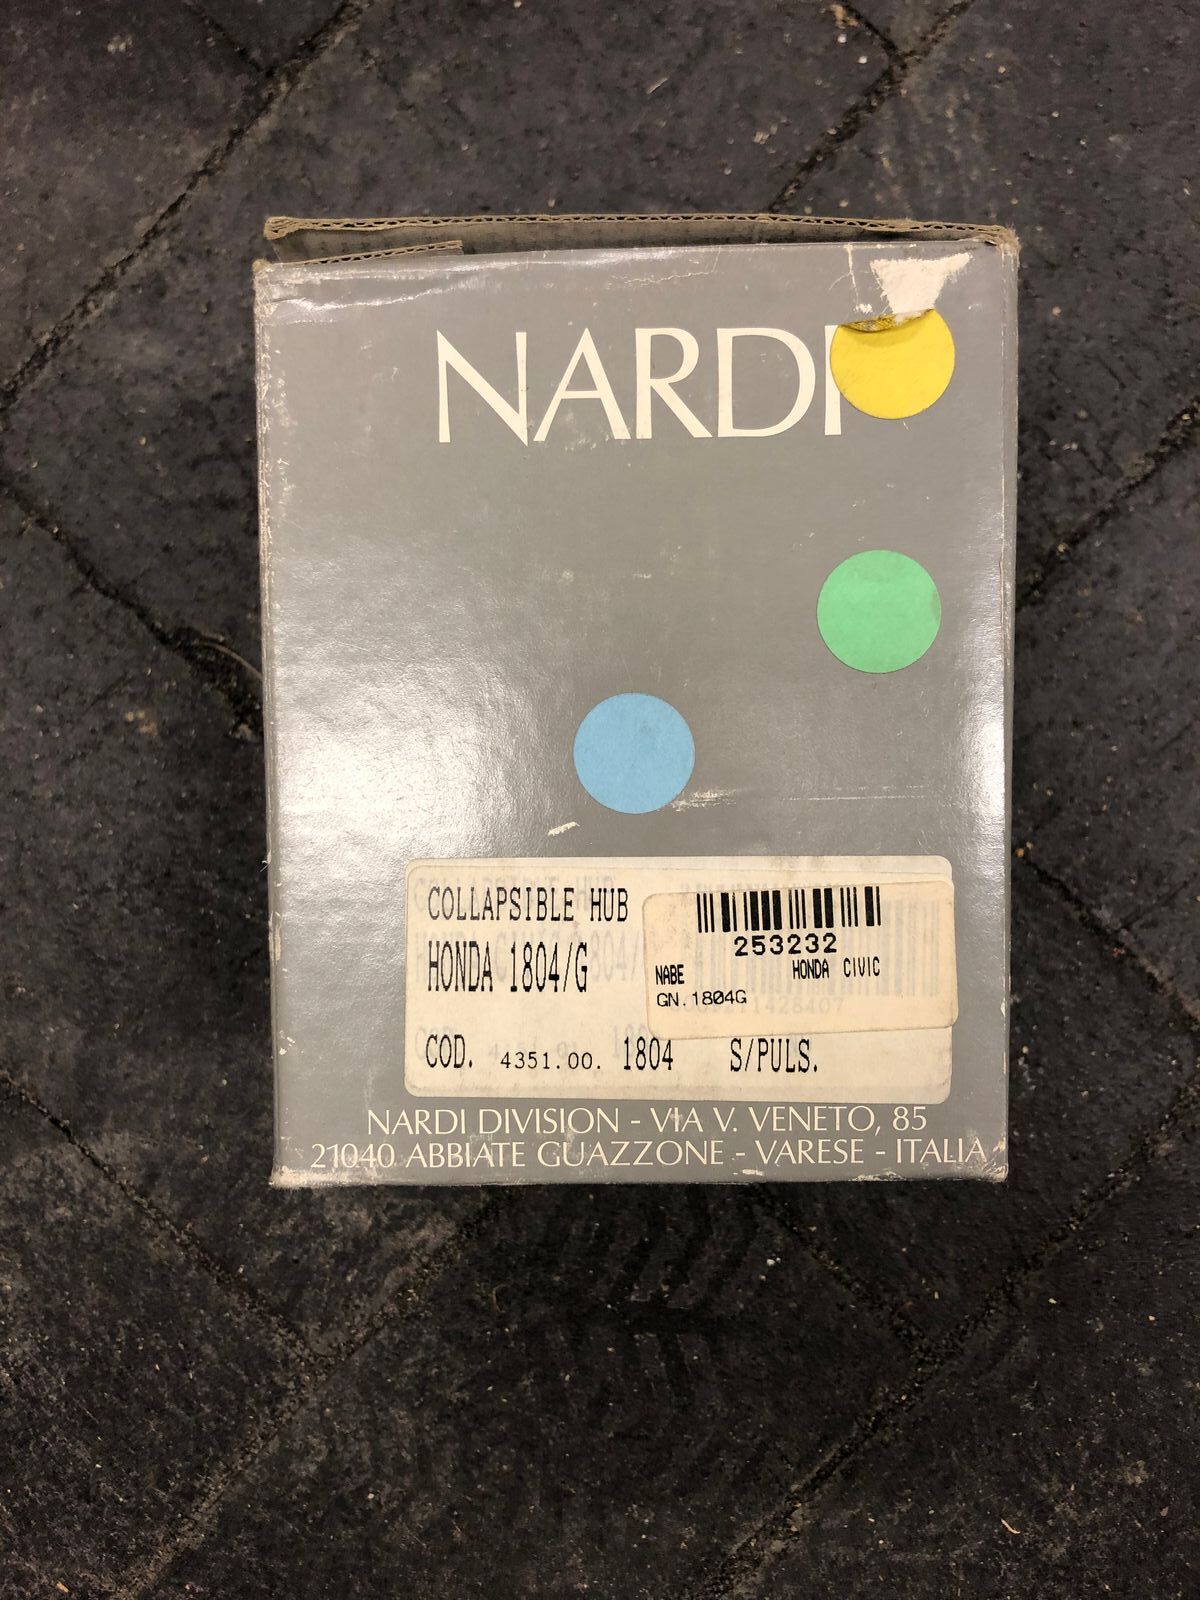 NARDI
COLLAPSIBLE HUB
HONDA 1804/G
253232
NABE HONDA CIVIC
GN.1804G
COD. 4351.00. 1804 S/PULS.
NARDI DIVISION - VIA V. VENETO, 85
21040 ABBIATE GUAZZONE - VARESE - ITALIA